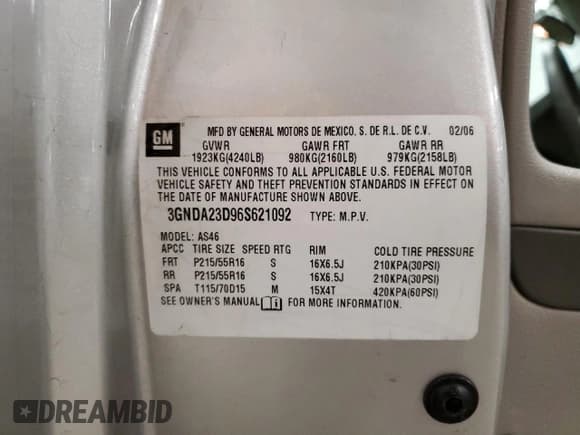 GM
MFD BY GENERAL MOTORS DE MEXICO, S. DE R.L. DE C.V. 02/06
GVWR GAWR FRT GAWR RR
1923KG(4240LB) 980KG(2160LB) 979KG(2158LB)
THIS VEHICLE CONFORMS TO ALL APPLICABLE U.S. FEDERAL MOTOR
VEHICLE SAFETY AND THEFT PREVENTION STANDARDS IN EFFECT ON
THE DATE OF MANUFACTURE SHOWN ABOVE.
3GNDA23D96S621092 TYPE: M.P.V.
MODEL: AS46
APCC TIRE SIZE SPEED RTG RIM COLD TIRE PRESSURE
FRT P215/55R16 S 16X6.5J 210KPA(30PSI)
RR P215/55R16 S 16X6.5J 210KPA(30PSI)
SPA T115/70D15 M 15X4T 420KPA(60PSI)
SEE OWNER'S MANUAL FOR MORE INFORMATION.
DREAMBID